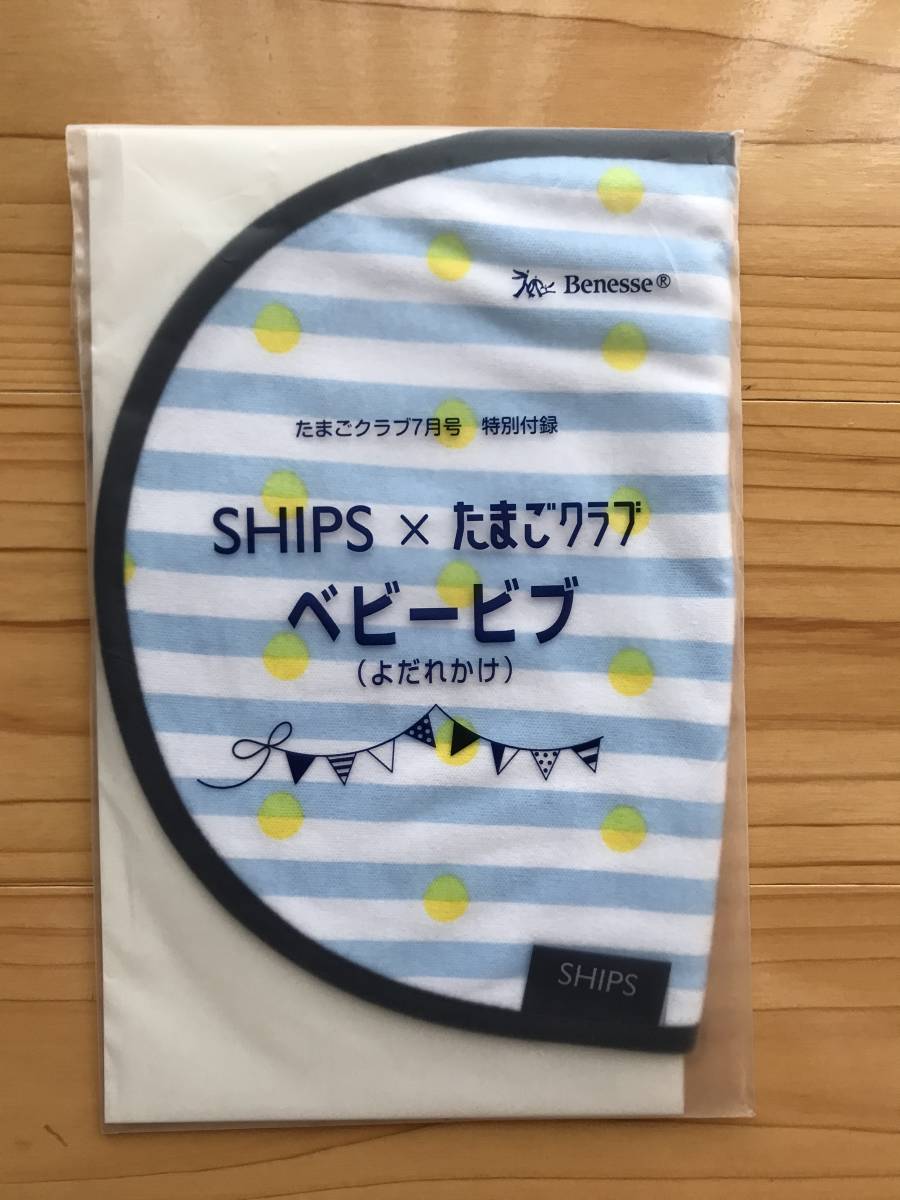 Benesse®
たまごクラブ7月号 特別付録
SHIPS × たまごクラブ
ベビービブ
(よだれかけ)
SHIPS